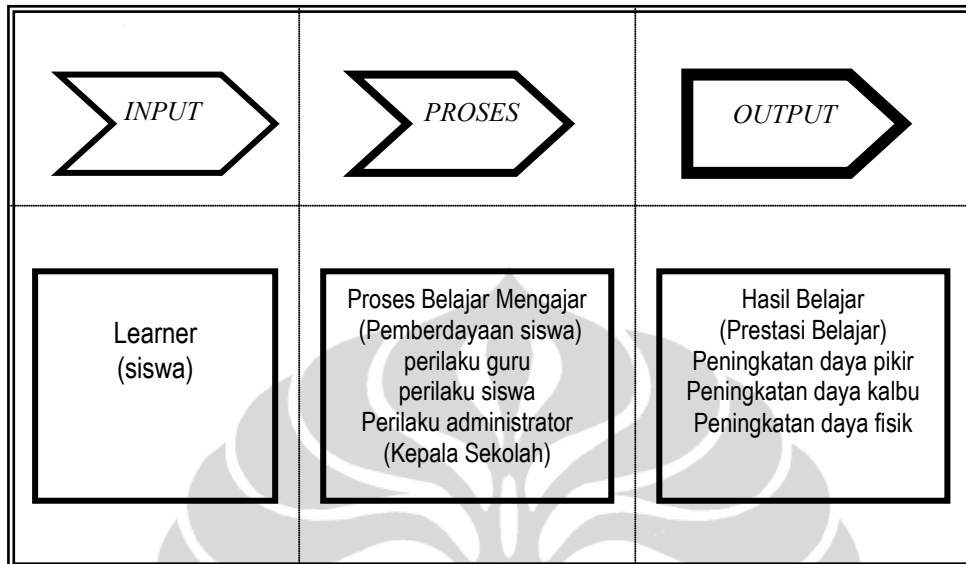 INPUT
PROSES
OUTPUT
Learner
(siswa)
Proses Belajar Mengajar
(Pemberdayaan siswa)
perilaku guru
perilaku siswa
Perilaku administrator
(Kepala Sekolah)
Hasil Belajar
(Prestasi Belajar)
Peningkatan daya pikir
Peningkatan daya kalbu
Peningkatan daya fisik